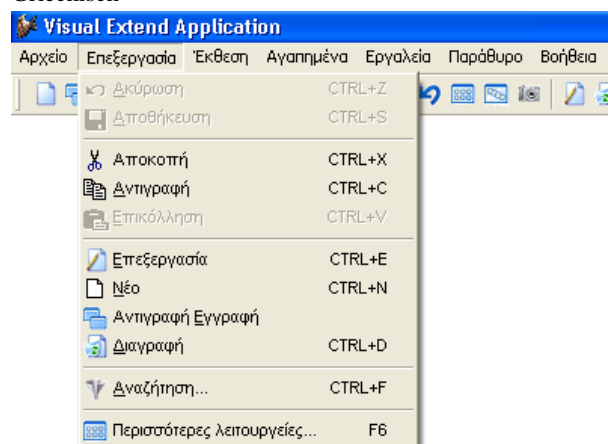 Visual Extend Application
Αρχείο Επεξεργασία Έκθεση Αγαπημένα Εργαλεία Παράθυρο Βοήθεια
Ακύρωση CTRL+Z
Αποθήκευση CTRL+S
Αποκοπή CTRL+X
Αντιγραφή CTRL+C
Επικόλληση CTRL+V
Επεξεργασία CTRL+E
Νέο CTRL+N
Αντιγραφή Εγγραφή
Διαγραφή CTRL+D
Αναζήτηση... CTRL+F
Περισσότερες λειτουργείες... F6